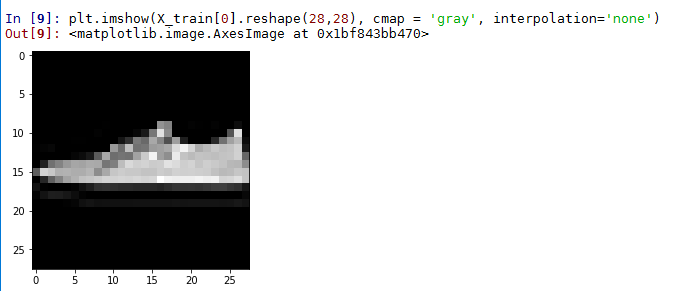 In [9]: plt.imshow(X_train[0].reshape(28,28), cmap = 'gray', interpolation='none')
Out[9]: <matplotlib.image.AxesImage at 0x1bf843bb470>
0
5
10
15
20
25
0 5 10 15 20 25